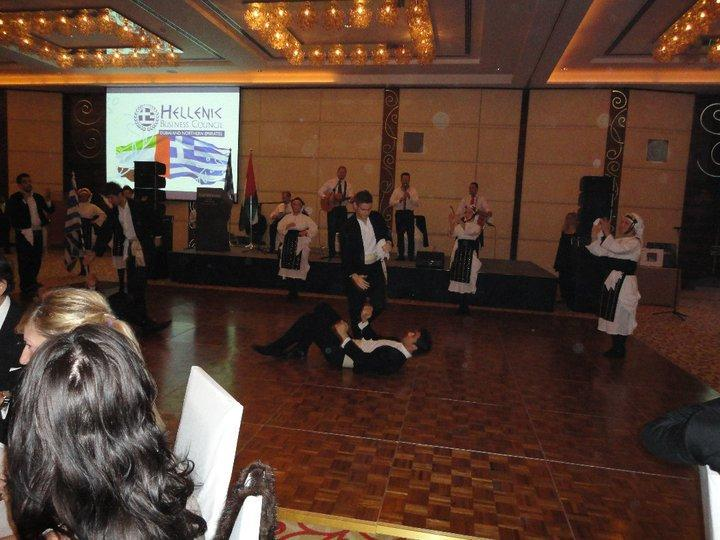 HELLENIC
BUSINESS COUNCIL
DUBAI AND NORTHERN EMIRATES